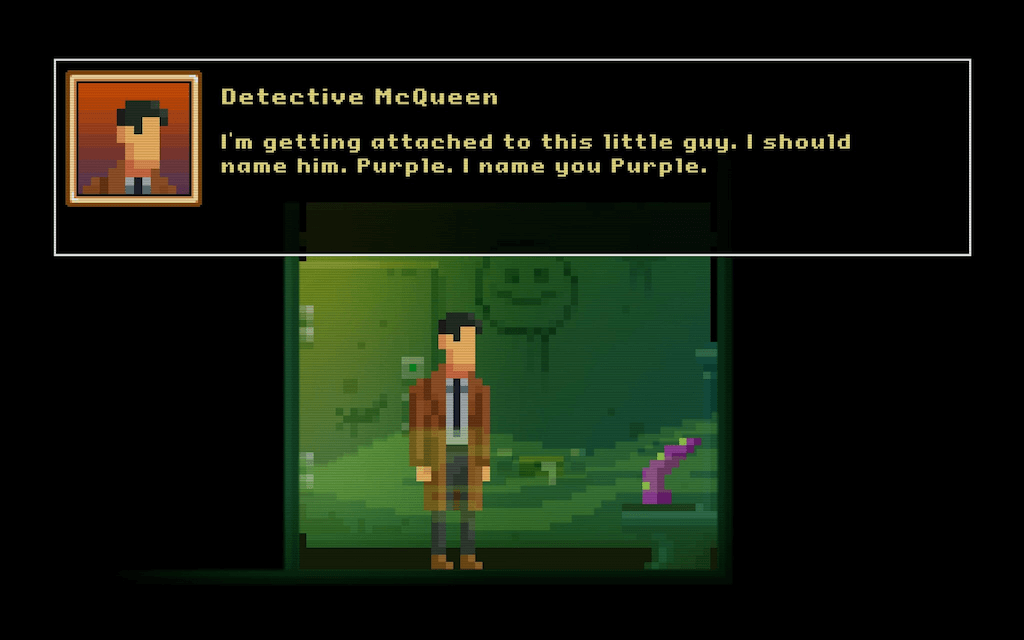 Detective McQueen
I'm getting attached to this little guy. I should
name him. Purple. I name you Purple.